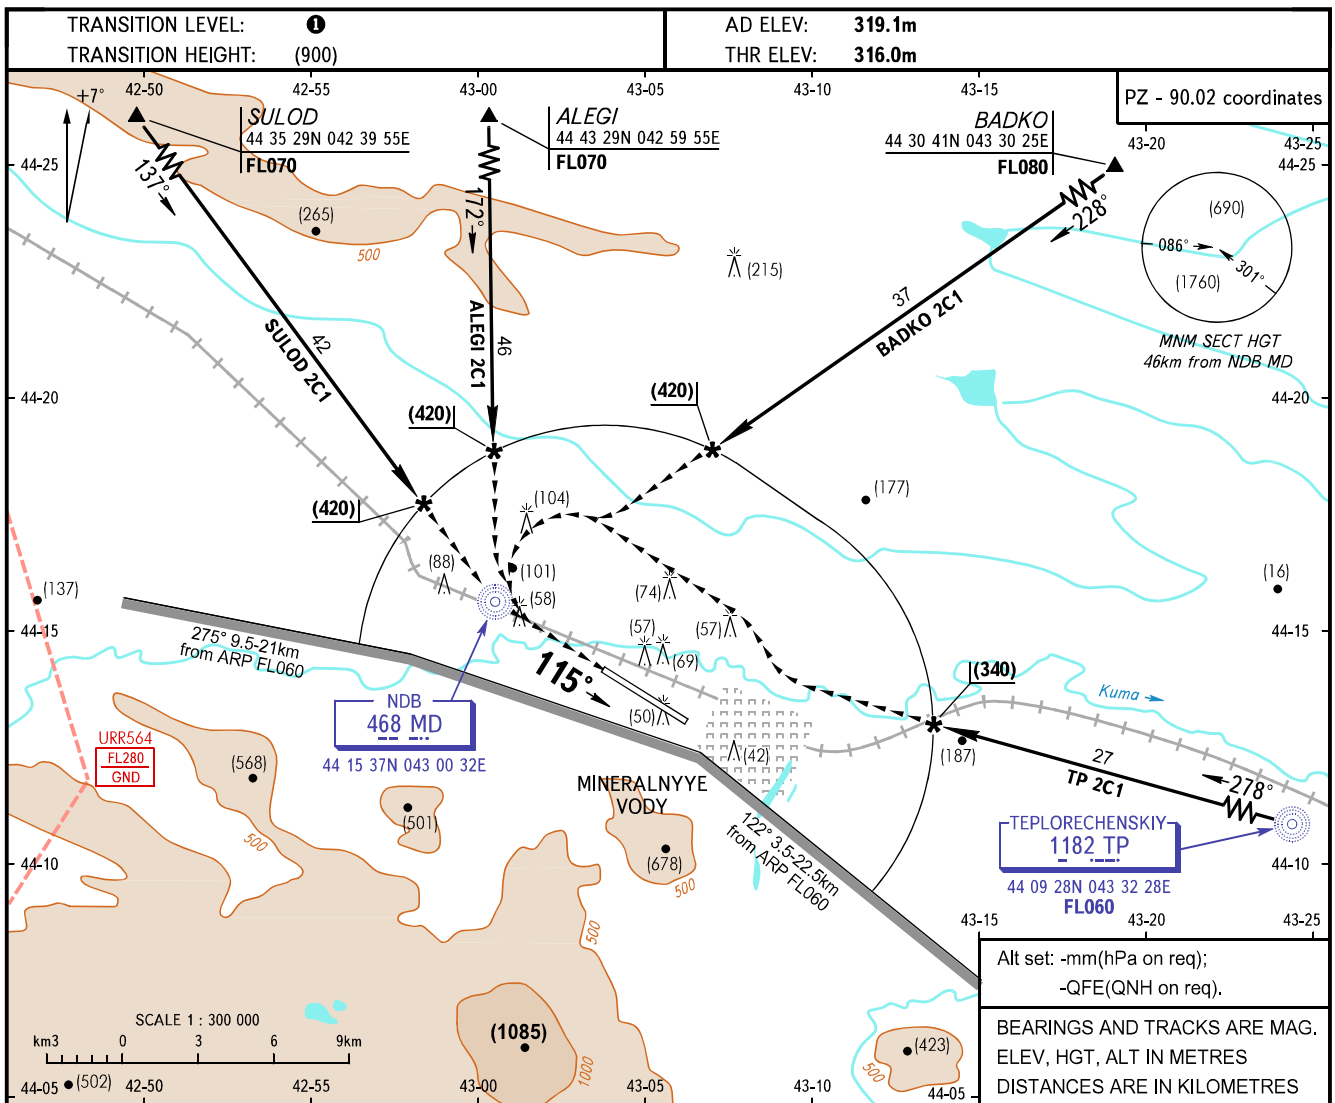 TRANSITION LEVEL: 1
TRANSITION HEIGHT: (900)
AD ELEV: 319.1m
THR ELEV: 316.0m
42-50
42-55
43-00
43-05
43-10
43-15
PZ - 90.02 coordinates
+7°
SULOD
44 35 29N 042 39 55E
FL070
ALEGI
44 43 29N 042 59 55E
FL070
BADKO
44 30 41N 043 30 25E
FL080
43-20
43-25
44-25
44-25
137°
172°
228°
(265)
500
(215)
(690)
086°
301°
(1760)
MNM SECT HGT
46km from NDB MD
SULOD 2C1
42
ALEGI 2C1
46
37
BADKO 2C1
44-20
44-20
(420)
(420)
(420)
(104)
(177)
(88)
(101)
(58)
(74)
(57)
(57)
(69)
(16)
(137)
44-15
44-15
275° 9.5-21km
from ARP FL060
115°
(50)
(42)
(340)
Kuma
(187)
27
TP 2C1
278°
NDB
468 MD
44 15 37N 043 00 32E
URR564
FL280
GND
(568)
(501)
500
MINERALNYYE
VODY
(678)
500
122° 3.5-22.5km
from ARP FL060
TEPLORECHENSKIY
1182 TP
44 09 28N 043 32 28E
FL060
44-10
44-10
43-15
43-20
43-25
500
Alt set: -mm(hPa on req);
-QFE(QNH on req).
SCALE 1 : 300 000
km3 0 3 6 9km
(1085)
1000
(423)
500
BEARINGS AND TRACKS ARE MAG.
ELEV, HGT, ALT IN METRES
DISTANCES ARE IN KILOMETRES
44-05
(502)
42-50
42-55
43-00
43-05
43-10
44-05